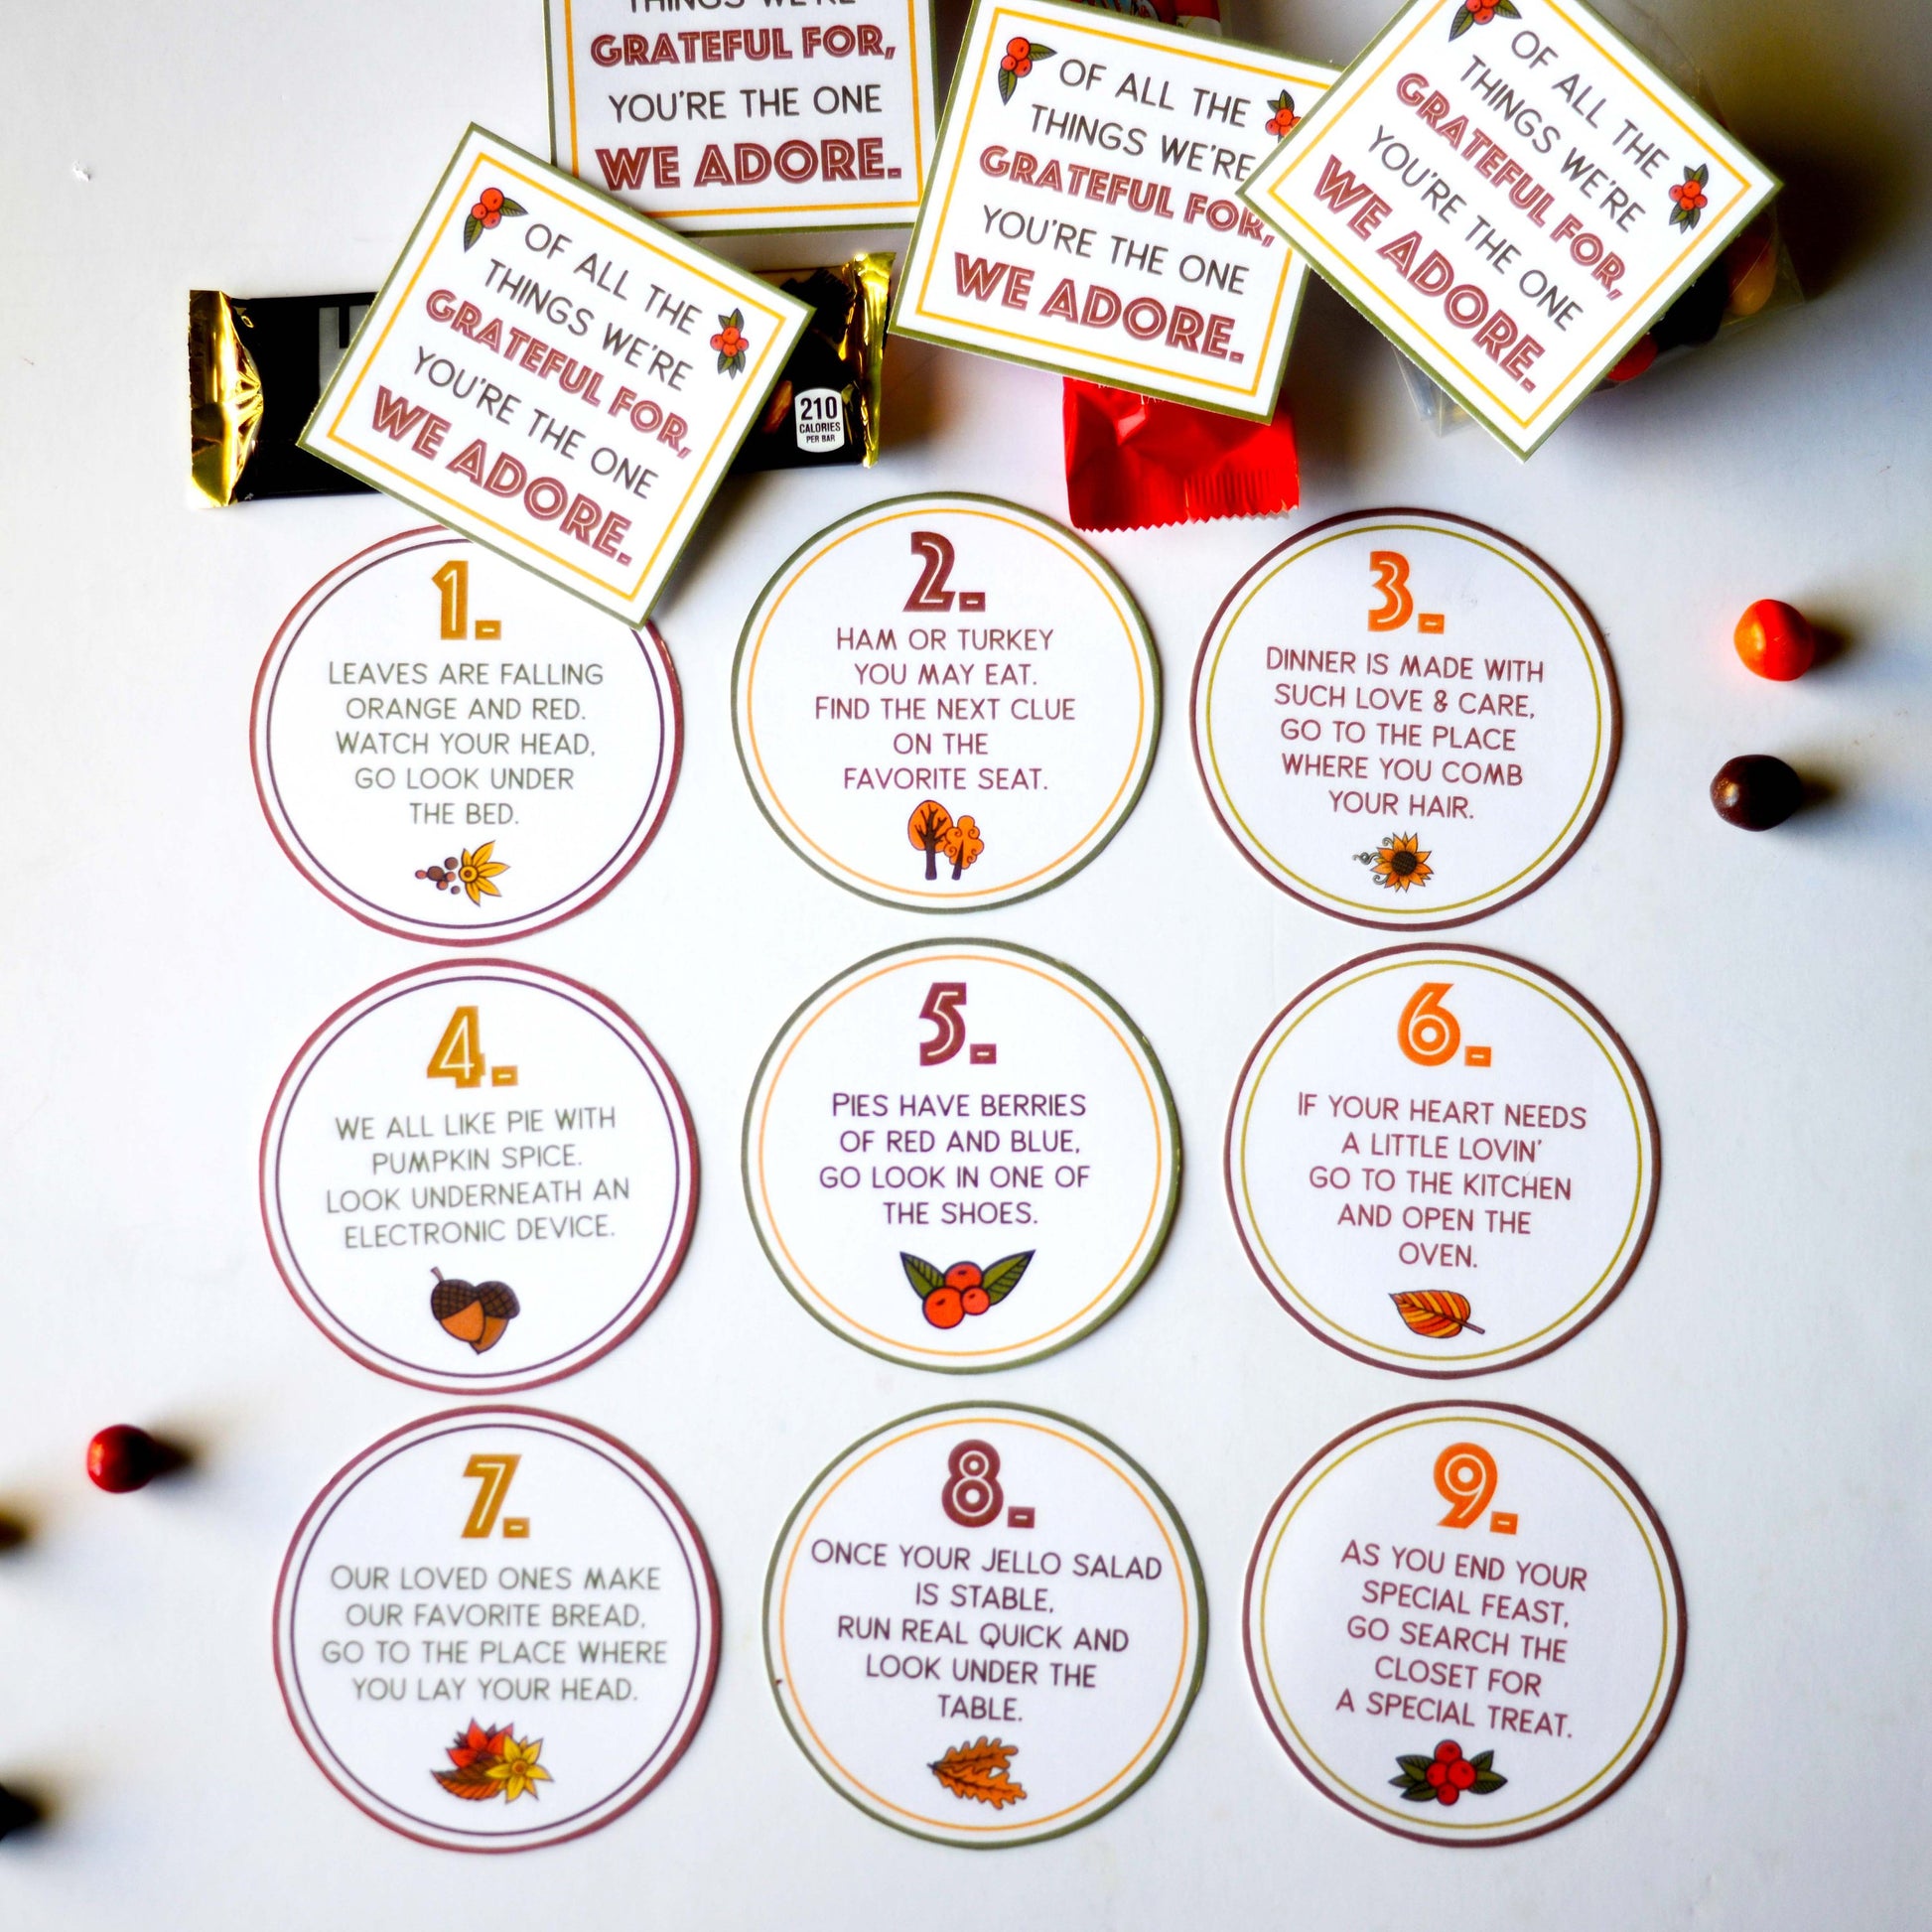 THINGS WE'RE
GRATEFUL FOR,
YOU'RE THE ONE
WE ADORE.
OF ALL THE
THINGS WE'RE
GRATEFUL FOR,
YOU'RE THE ONE
WE ADORE.
OF ALL THE
THINGS WE'RE
GRATEFUL FOR,
YOU'RE THE ONE
WE ADORE.
OF ALL THE
THINGS WE'RE
GRATEFUL FOR,
YOU'RE THE ONE
WE ADORE.
210
CALORIES
PER BAR
1.
LEAVES ARE FALLING
ORANGE AND RED.
WATCH YOUR HEAD,
GO LOOK UNDER
THE BED.
2.
HAM OR TURKEY
YOU MAY EAT.
FIND THE NEXT CLUE
ON THE
FAVORITE SEAT.
3.
DINNER IS MADE WITH
SUCH LOVE & CARE,
GO TO THE PLACE
WHERE YOU COMB
YOUR HAIR.
4.
WE ALL LIKE PIE WITH
PUMPKIN SPICE.
LOOK UNDERNEATH AN
ELECTRONIC DEVICE.
5.
PIES HAVE BERRIES
OF RED AND BLUE,
GO LOOK IN ONE OF
THE SHOES.
6.
IF YOUR HEART NEEDS
A LITTLE LOVIN'
GO TO THE KITCHEN
AND OPEN THE
OVEN.
7.
OUR LOVED ONES MAKE
OUR FAVORITE BREAD,
GO TO THE PLACE WHERE
YOU LAY YOUR HEAD.
8.
ONCE YOUR JELLO SALAD
IS STABLE,
RUN REAL QUICK AND
LOOK UNDER THE
TABLE.
9.
AS YOU END YOUR
SPECIAL FEAST,
GO SEARCH THE
CLOSET FOR
A SPECIAL TREAT.